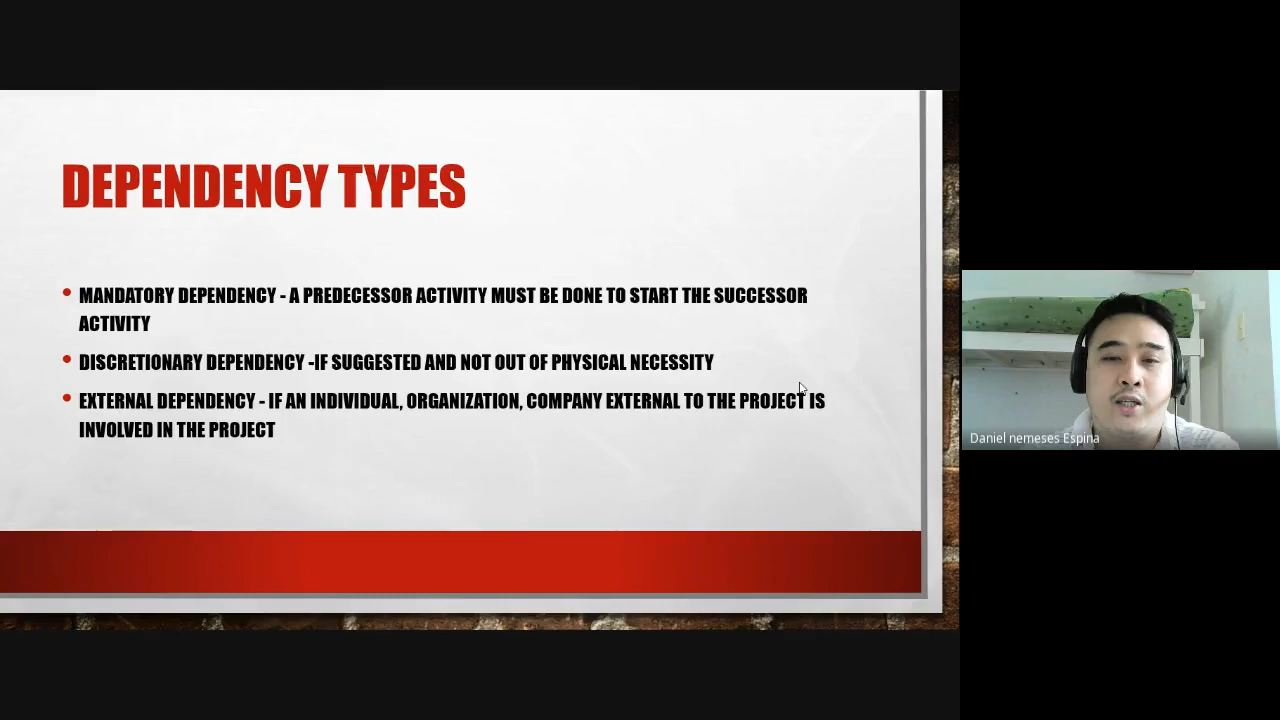 DEPENDENCY TYPES
• MANDATORY DEPENDENCY - A PREDECESSOR ACTIVITY MUST BE DONE TO START THE SUCCESSOR
ACTIVITY
• DISCRETIONARY DEPENDENCY -IF SUGGESTED AND NOT OUT OF PHYSICAL NECESSITY
• EXTERNAL DEPENDENCY - IF AN INDIVIDUAL, ORGANIZATION, COMPANY EXTERNAL TO THE PROJECT IS
INVOLVED IN THE PROJECT
Daniel nemeses Espina